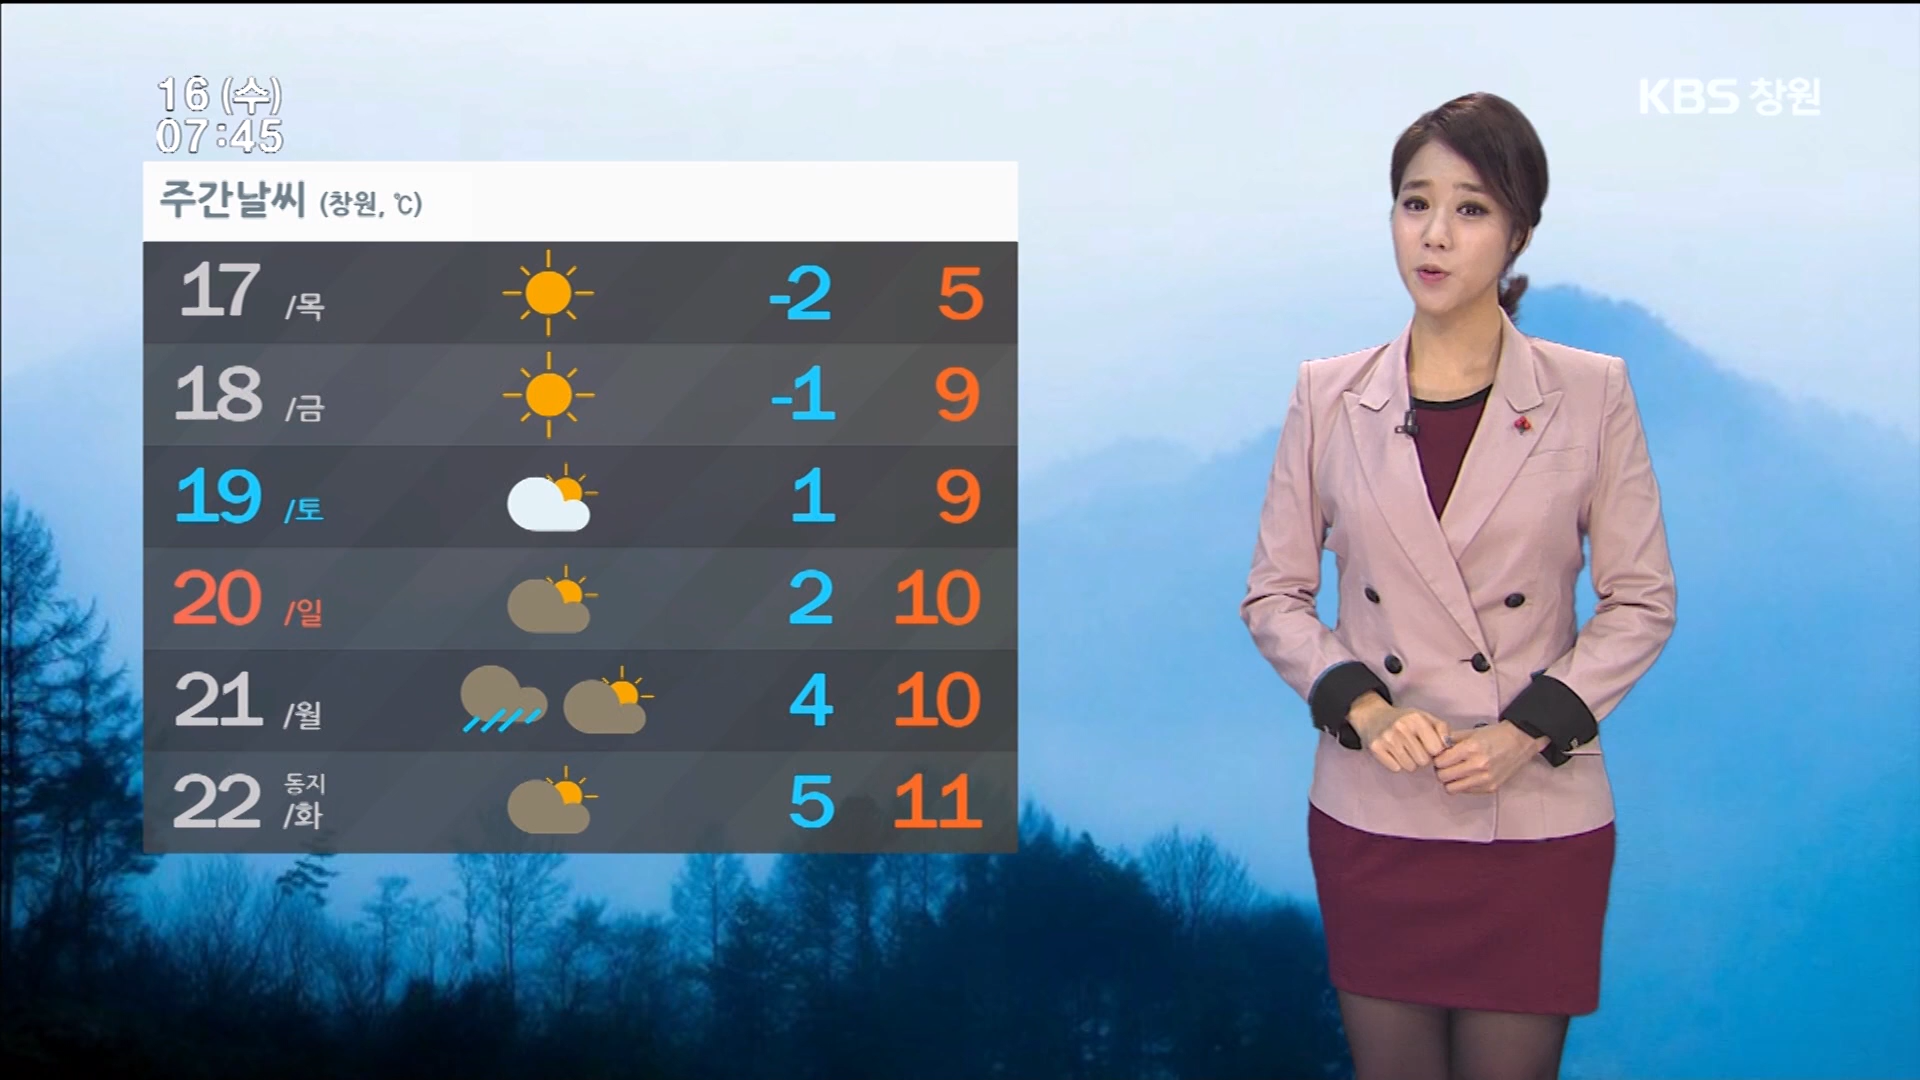 16 (수)
07:45
KBS 창원
주간날씨 (창원, ℃)
17 /목 -2 5
18 /금 -1 9
19 /토 1 9
20 /일 2 10
21 /월 4 10
22 동지 /화 5 11